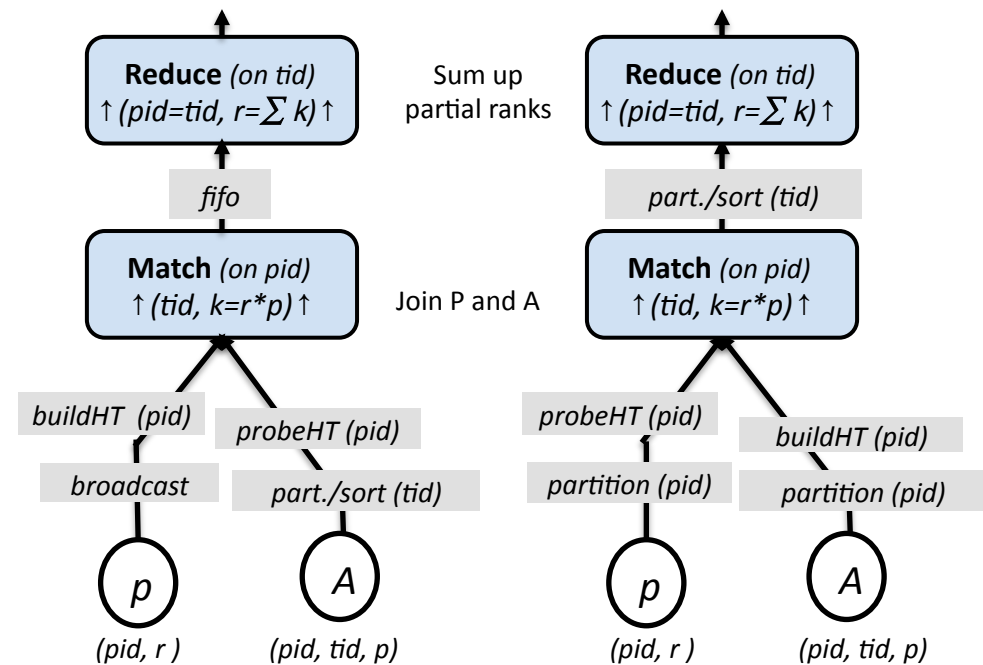 Reduce (on tid)
↑(pid=tid, r=∑ k)↑
Sum up
partial ranks
Reduce (on tid)
↑(pid=tid, r=∑ k)↑
fifo
part./sort (tid)
Match (on pid)
↑(tid, k=r*p)↑
Join P and A
Match (on pid)
↑(tid, k=r*p)↑
buildHT (pid)
probeHT (pid)
probeHT (pid)
buildHT (pid)
broadcast
part./sort (tid)
partition (pid)
partition (pid)
p
A
p
A
(pid, r )
(pid, tid, p)
(pid, r )
(pid, tid, p)